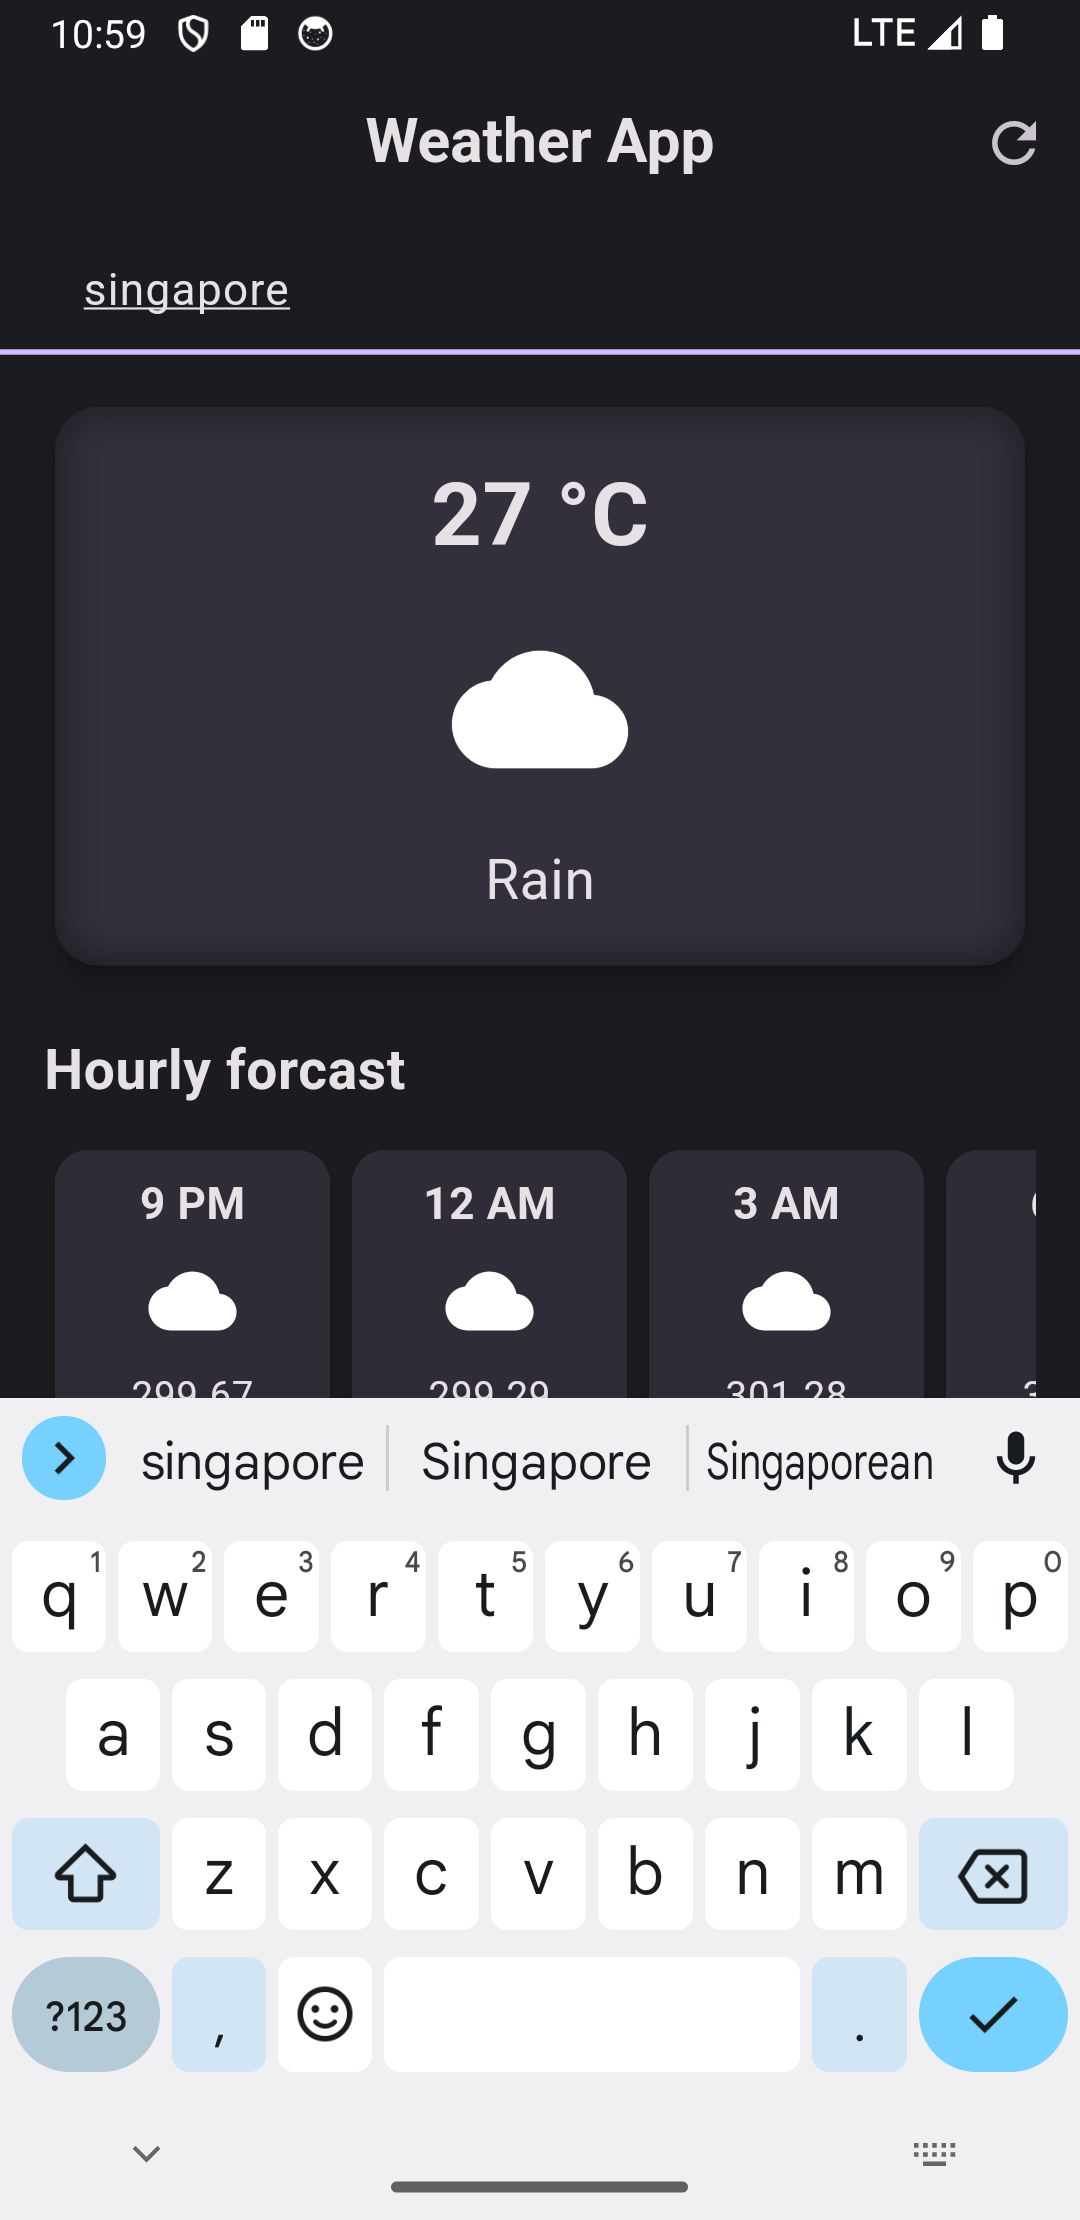 10:59 LTE
Weather App
singapore
27 °C
Rain
Hourly forcast
9 PM 12 AM 3 AM
299.67 299.29 301.28
singapore Singapore Singaporean
q 1 w 2 e 3 r 4 t 5 y 6 u 7 i 8 o 9 p 0
a s d f g h j k l
z x c v b n m
?123 , .